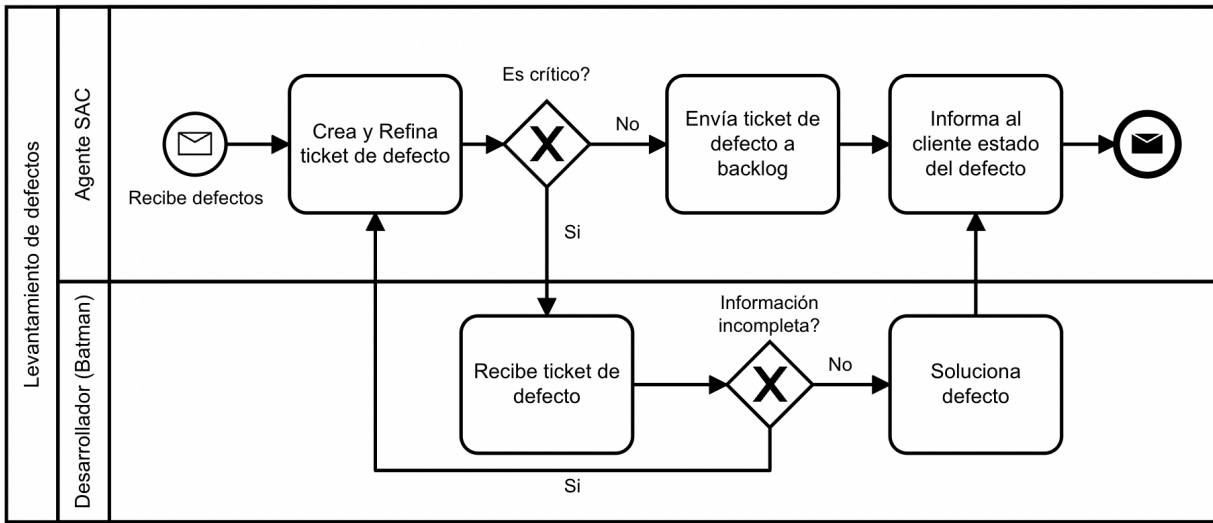 Levantamiento de defectos
Agente SAC
Recibe defectos
Crea y Refina
ticket de defecto
Es crítico?
No
Si
Envía ticket de
defecto a
backlog
Informa al
cliente estado
del defecto
Desarrollador (Batman)
Recibe ticket de
defecto
Información
incompleta?
No
Si
Soluciona
defecto